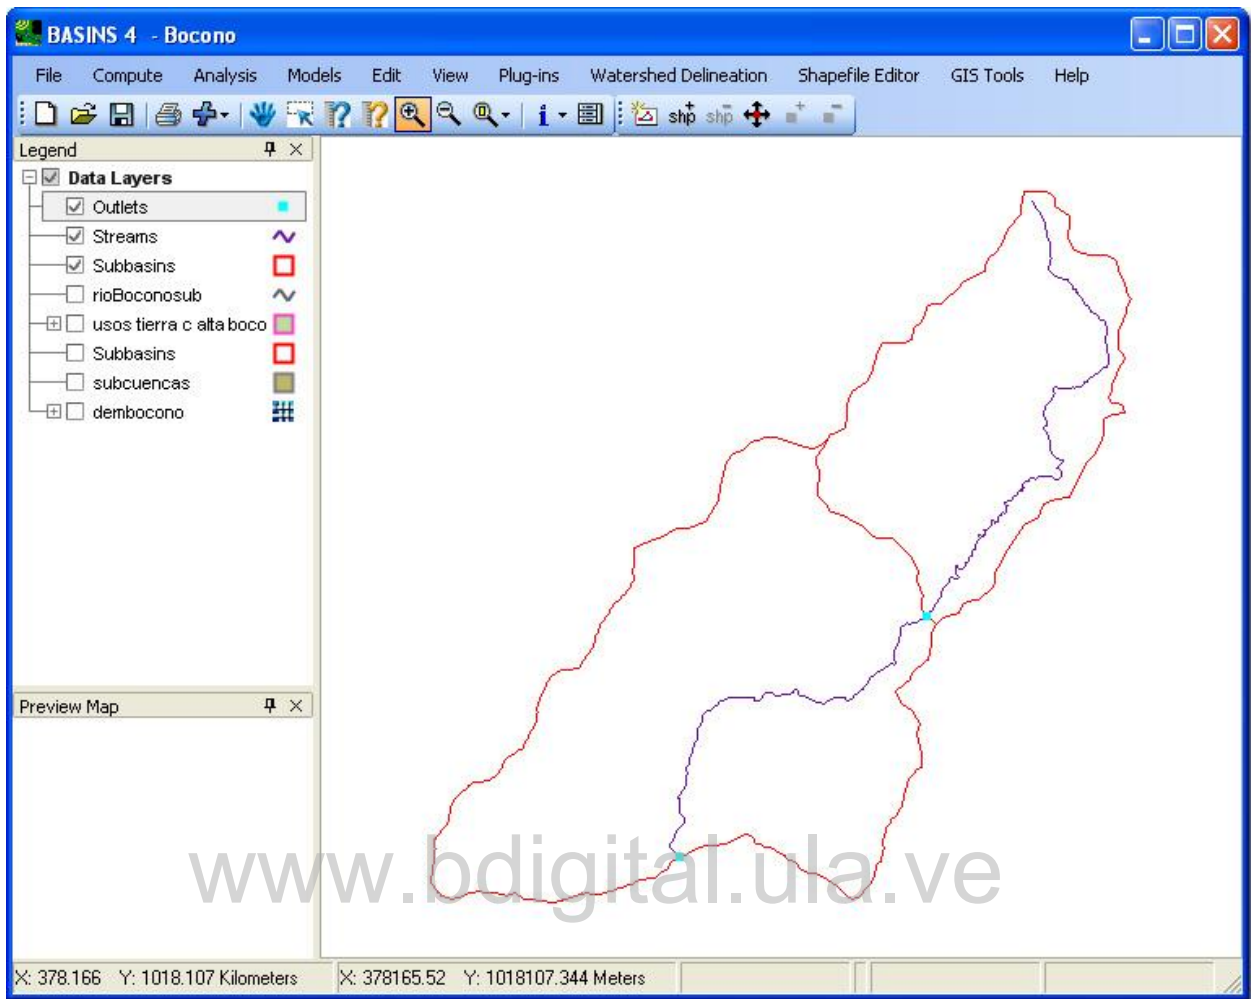 BASINS 4 - Bocono
File Compute Analysis Models Edit View Plug-ins Watershed Delineation Shapefile Editor GIS Tools Help
shp shp
Legend
Data Layers
Outlets
Streams
Subbasins
rioBoconosub
usos tierra c alta boco
Subbasins
subcuencas
dembocono
Preview Map
www.bdigital.ula.ve
X: 378.166 Y: 1018.107 Kilometers X: 378165.52 Y: 1018107.344 Meters